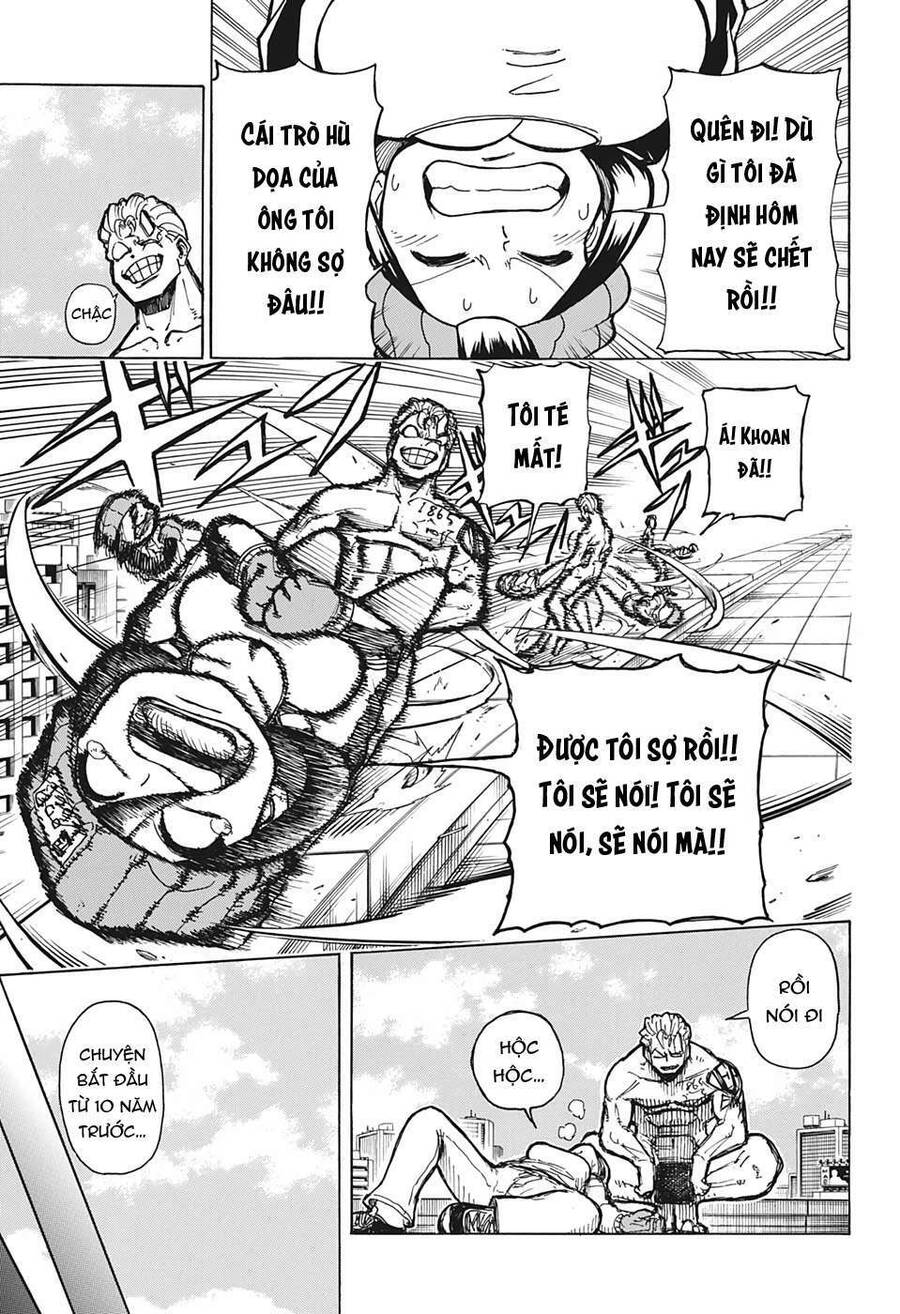 QUÊN ĐI! DÙ
GÌ TÔI ĐÃ
ĐỊNH HÔM
NAY SẼ CHẾT
RỒI!!
CÁI TRÒ HÙ
DỌA CỦA
ÔNG TÔI
KHÔNG SỢ
ĐÂU!!
CHẬC
Á! KHOAN
ĐÃ!!
TÔI TÉ
MẤT!
1865
ĐƯỢC TÔI SỢ RỒI!!
TÔI SẼ NÓI! TÔI SẼ
NÓI, SẼ NÓI MÀ!!
RỒI
NÓI ĐI
HỘC
HỘC...
CHUYỆN
BẮT ĐẦU
TỪ 10 NĂM
TRƯỚC...